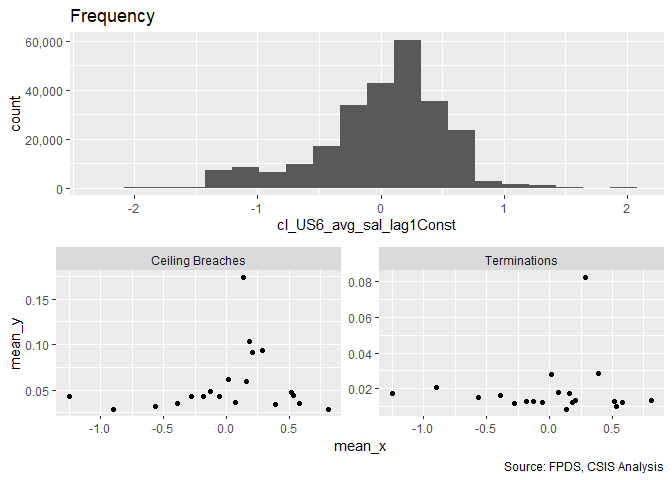 Frequency
60,000
40,000
20,000
0
count
-2 -1 0 1 2
cl_US6_avg_sal_lag1Const
Ceiling Breaches
Terminations
0.15
0.10
0.05
mean_y
0.08
0.06
0.04
0.02
-1.0 -0.5 0.0 0.5
-1.0 -0.5 0.0 0.5
mean_x
Source: FPDS, CSIS Analysis